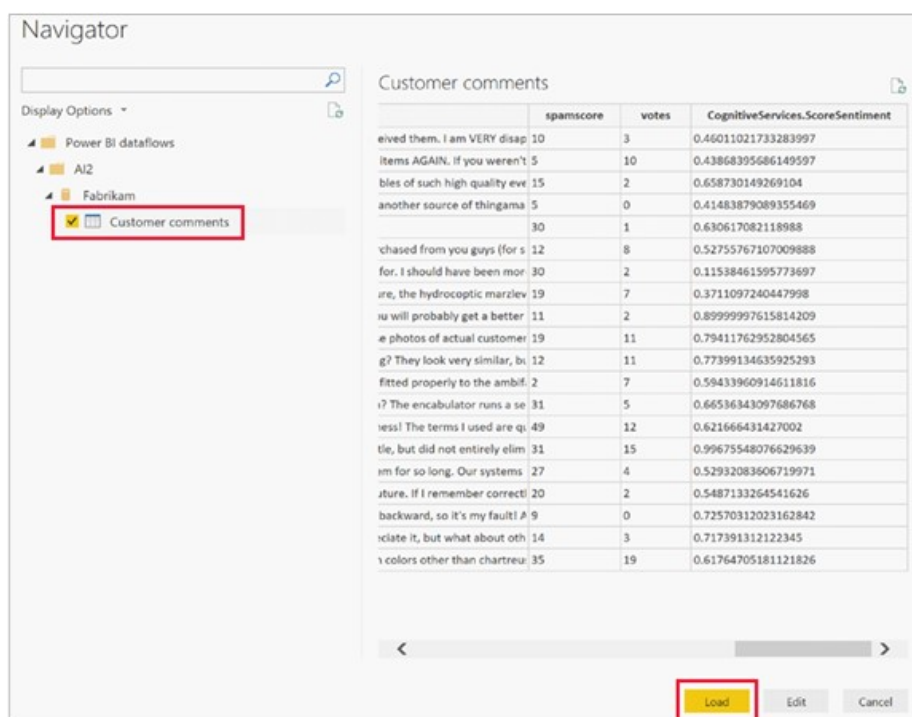 Navigator
Display Options
Power BI dataflows
AI2
Fabrikam
Customer comments
Customer comments
spamscore votes CognitiveServices.ScoreSentiment
eived them. I am VERY disap 10 3 0.46011021733283997
items AGAIN. If you weren't 5 10 0.43868395686149597
bles of such high quality eve 15 2 0.658730149269104
another source of thingama 5 0 0.41483879089355469
30 1 0.630617082118988
rchased from you guys (for s 12 8 0.52755767107009888
for. I should have been mor 30 2 0.11538461595773697
ure, the hydrocoptic marzlev 19 7 0.3711097240447998
u will probably get a better 11 2 0.89999997615814209
e photos of actual customer 19 11 0.79411762952804565
g? They look very similar, bu 12 11 0.77399134635925293
fitted properly to the ambif. 2 7 0.59433960914611816
? The encabulator runs a se 31 5 0.66536343097686768
ness! The terms I used are qu 49 12 0.621666431427002
tle, but did not entirely elim 31 15 0.99675548076629639
em for so long. Our systems 27 4 0.52932083606719971
uture. If I remember correctl 20 2 0.5487133264541626
backward, so it's my fault! A 9 0 0.72570312023162842
eciate it, but what about oth 14 3 0.717391312122345
colors other than chartreu 35 19 0.61764705181121826
Load Edit Cancel